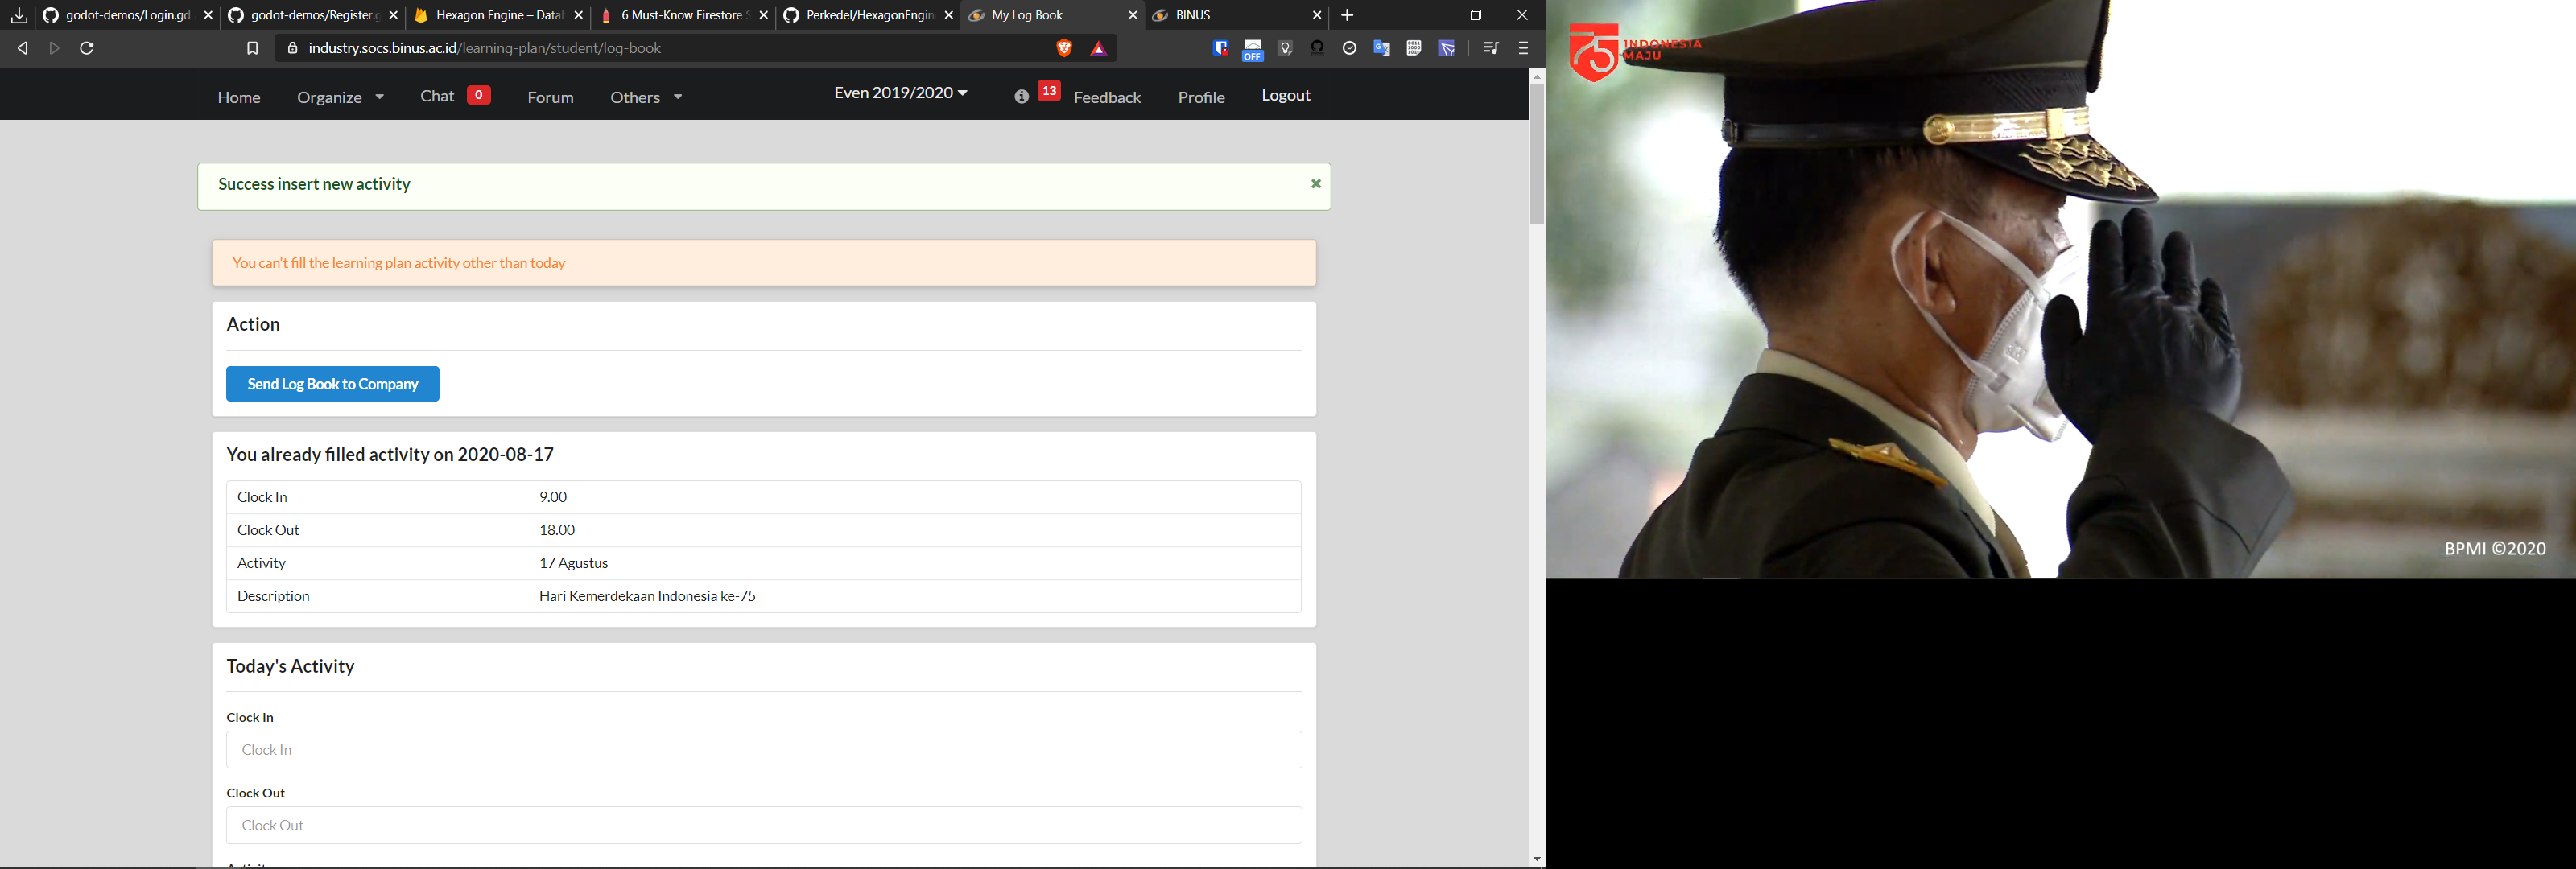 godot-demos/Login.gd
godot-demos/Register.g
Hexagon Engine – Datab
6 Must-Know Firestore S
Perkedel/HexagonEngin
My Log Book
BINUS
industry.socs.binus.ac.id/learning-plan/student/log-book
OFF
Home
Organize
Chat
0
Forum
Others
Even 2019/2020
13
Feedback
Profile
Logout
Success insert new activity
You can't fill the learning plan activity other than today
Action
Send Log Book to Company
You already filled activity on 2020-08-17
Clock In 9.00
Clock Out 18.00
Activity 17 Agustus
Description Hari Kemerdekaan Indonesia ke-75
Today's Activity
Clock In
Clock In
Clock Out
Clock Out
Activity
75 INDONESIA
MAJU
BPMI ©2020